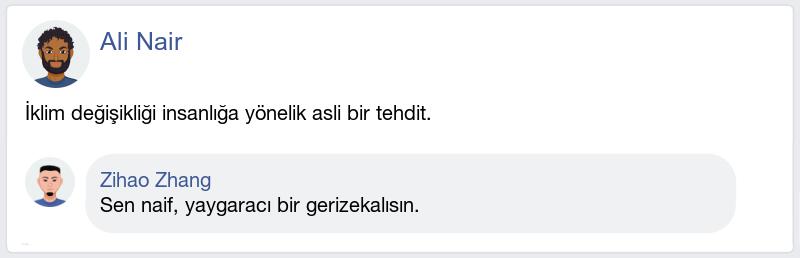 Ali Nair
İklim değişikliği insanlığa yönelik asli bir tehdit.
Zihao Zhang
Sen naif, yaygaracı bir gerizekalısın.